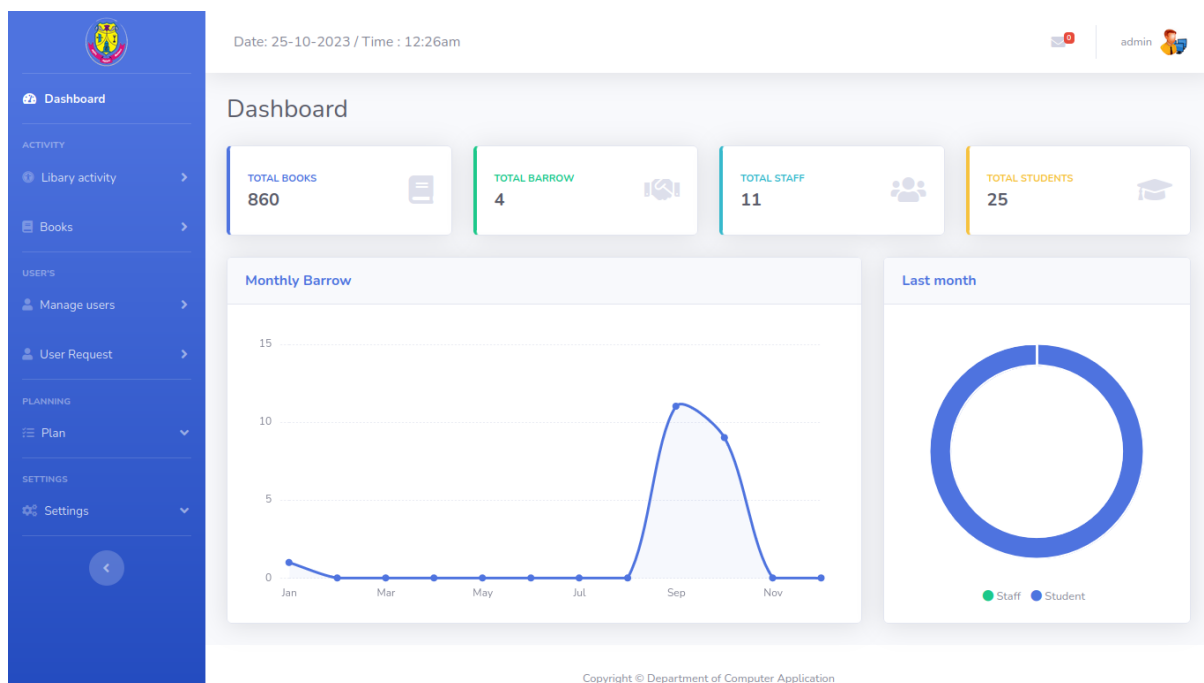 Date: 25-10-2023 / Time : 12:26am
0
admin
Dashboard
ACTIVITY
Libary activity
Books
USER'S
Manage users
User Request
PLANNING
Plan
SETTINGS
Settings
Dashboard
TOTAL BOOKS
860
TOTAL BARROW
4
TOTAL STAFF
11
TOTAL STUDENTS
25
Monthly Barrow
15
10
5
0
Jan Mar May Jul Sep Nov
Last month
Staff Student
Copyright © Department of Computer Application